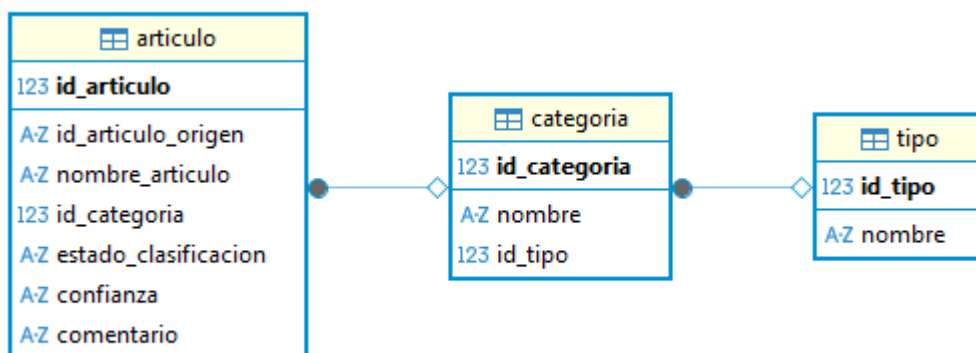 articulo
123 id_articulo
A-Z id_articulo_origen
A-Z nombre_articulo
123 id_categoria
A-Z estado_clasificacion
A-Z confianza
A-Z comentario
categoria
123 id_categoria
A-Z nombre
123 id_tipo
tipo
123 id_tipo
A-Z nombre